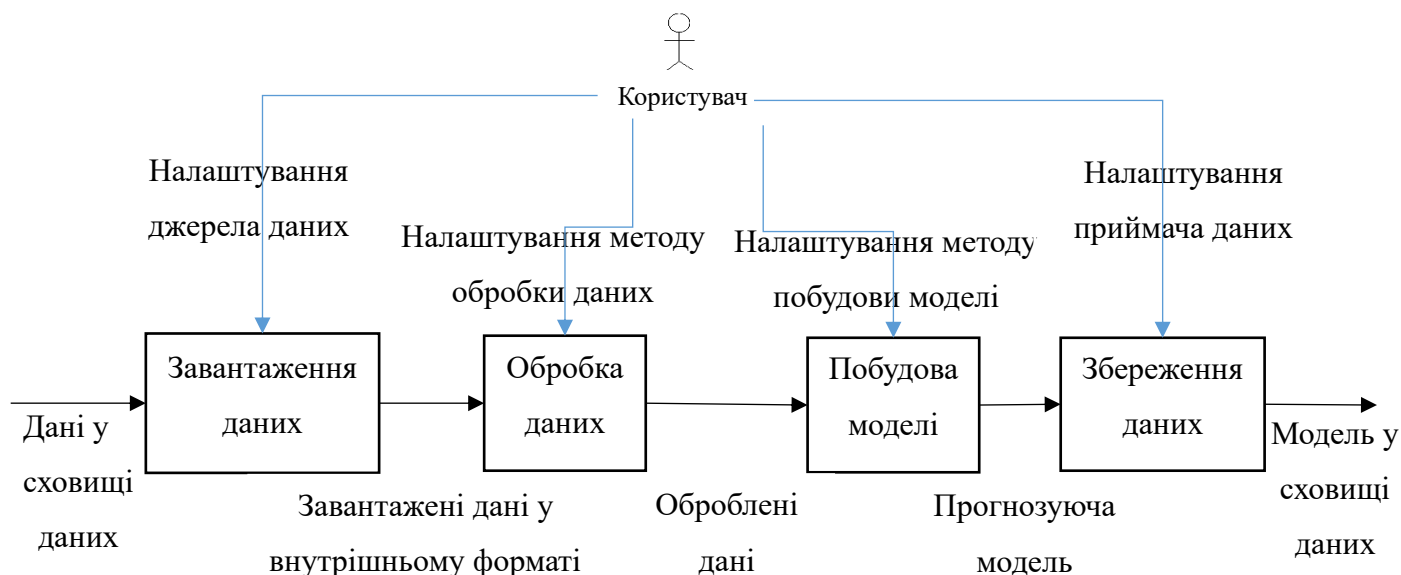 Користувач
Налаштування
джерела даних
Налаштування методу
обробки даних
Налаштування методу
побудови моделі
Налаштування
приймача даних
Завантаження
даних
Обробка
даних
Побудова
моделі
Збереження
даних
Дані у
сховищі
даних
Завантажені дані у
внутрішньому форматі
Оброблені
дані
Прогнозуюча
модель
Модель у
сховищі
даних